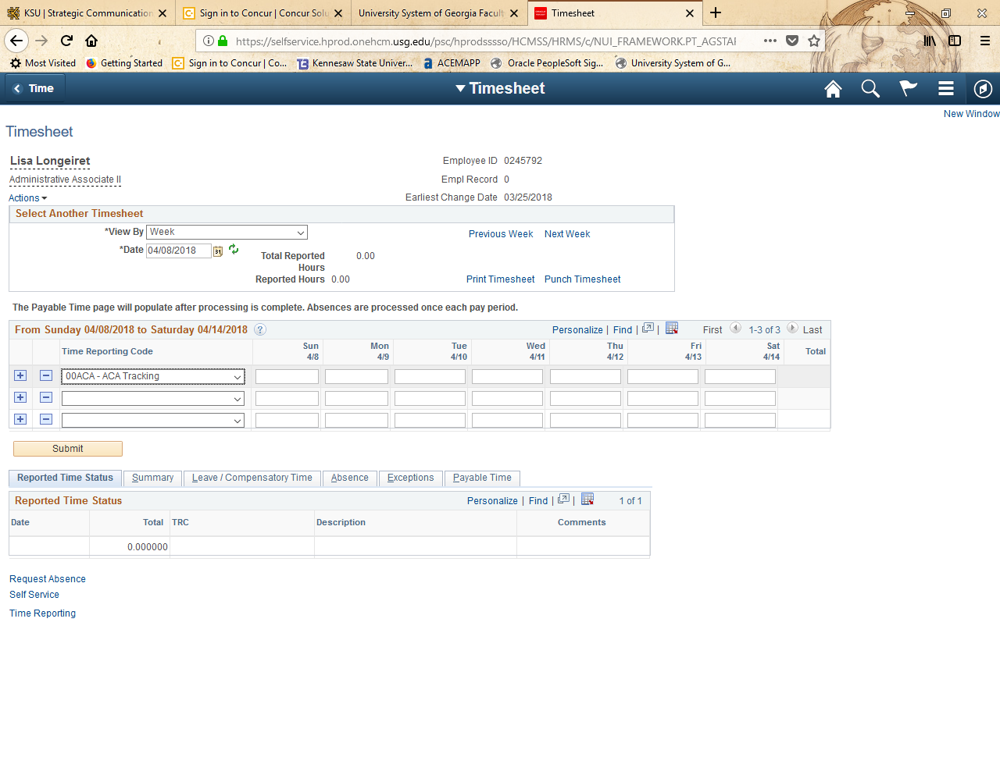 KSU | Strategic Communication
Sign in to Concur | Concur Solu
University System of Georgia Facult
Timesheet
https://selfservice.hprod.onehcm.usg.edu/psc/hprodsssso/HCMSS/HRMS/c/NUI_FRAMEWORK.PT_AGSTAR
Most Visited
Getting Started
Sign in to Concur | Co...
Kennesaw State Univer...
ACEMAPP
Oracle PeopleSoft Sig...
University System of G...
Time
Timesheet
New Window
Timesheet
Lisa Longeiret
Employee ID 0245792
Administrative Associate II
Empl Record 0
Actions
Earliest Change Date 03/25/2018
Select Another Timesheet
*View By Week
Previous Week Next Week
*Date 04/08/2018 31
Total Reported Hours 0.00
Reported Hours 0.00
Print Timesheet Punch Timesheet
The Payable Time page will populate after processing is complete. Absences are processed once each pay period.
From Sunday 04/08/2018 to Saturday 04/14/2018 ?
Personalize | Find | | First 1-3 of 3 Last
Time Reporting Code
Sun 4/8
Mon 4/9
Tue 4/10
Wed 4/11
Thu 4/12
Fri 4/13
Sat 4/14
Total
00ACA - ACA Tracking
Submit
Reported Time Status
Summary
Leave / Compensatory Time
Absence
Exceptions
Payable Time
Reported Time Status
Personalize | Find | | 1 of 1
Date Total TRC Description Comments
0.000000
Request Absence
Self Service
Time Reporting